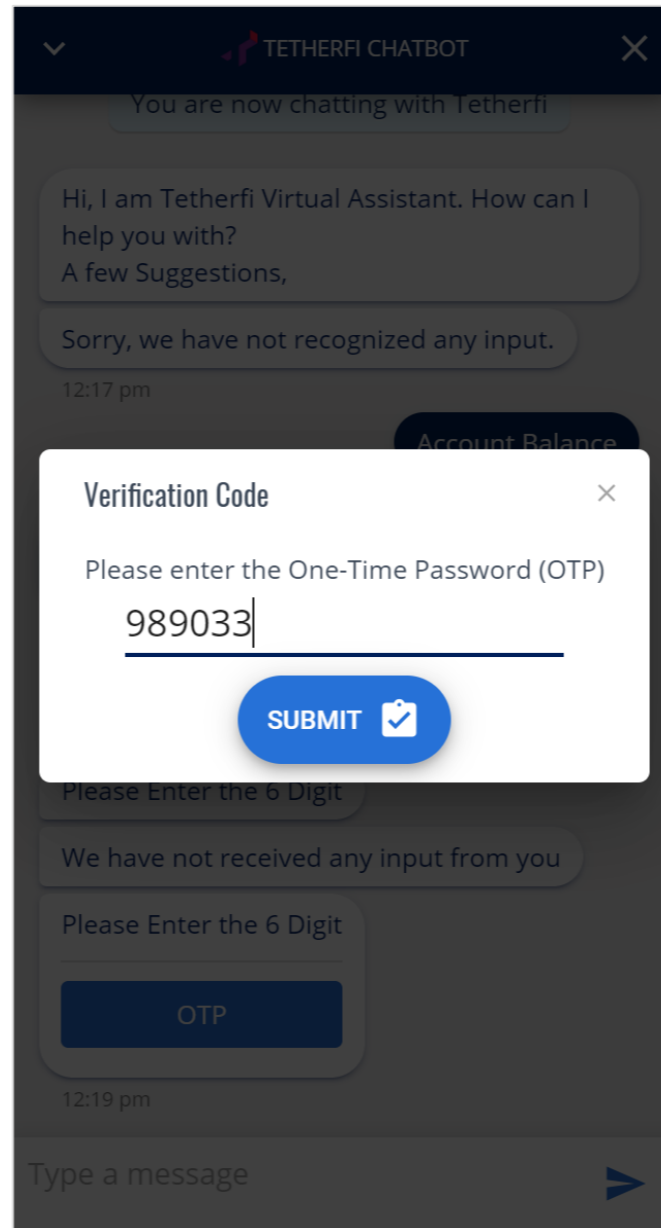 TETHERFI CHATBOT
You are now chatting with Tetherfi
Hi, I am Tetherfi Virtual Assistant. How can I
help you with?
A few Suggestions,
Sorry, we have not recognized any input.
12:17 pm
Account Balance
Verification Code
Please enter the One-Time Password (OTP)
989033
SUBMIT
Please Enter the 6 Digit
We have not received any input from you
Please Enter the 6 Digit
OTP
12:19 pm
Type a message